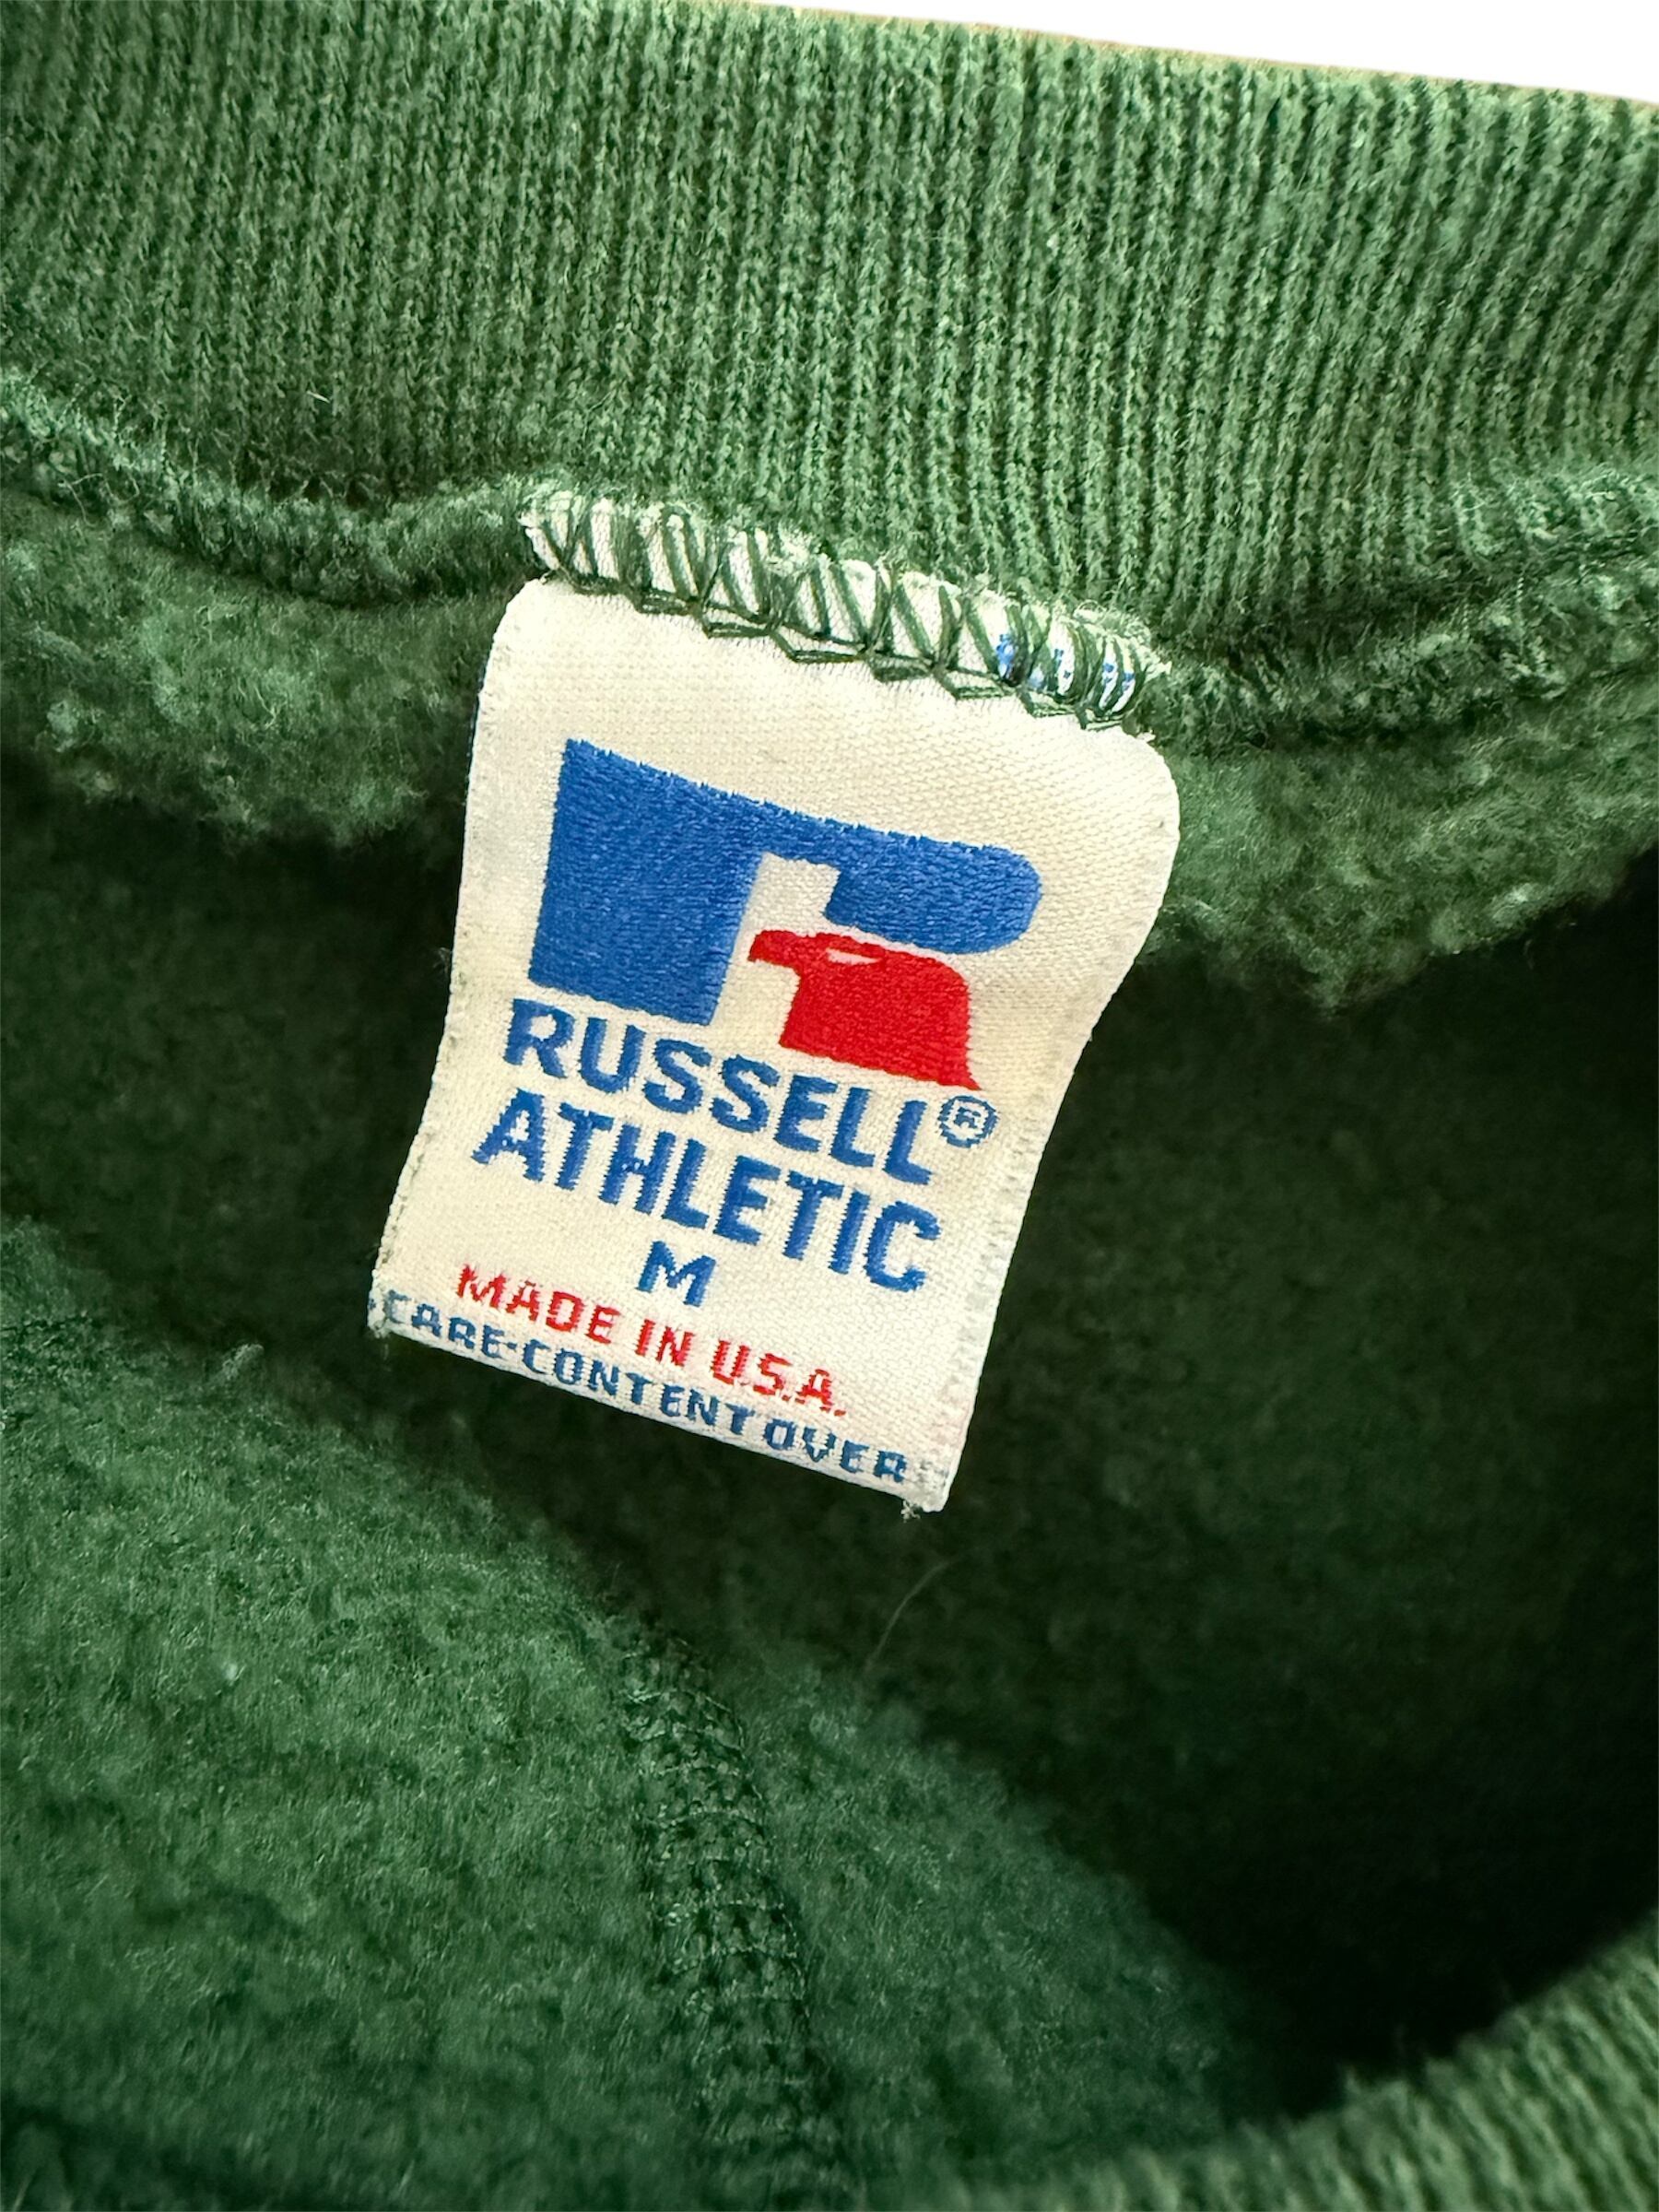 RUSSELL®
ATHLETIC
M
MADE IN U.S.A.
CARE-CONTENT OVER